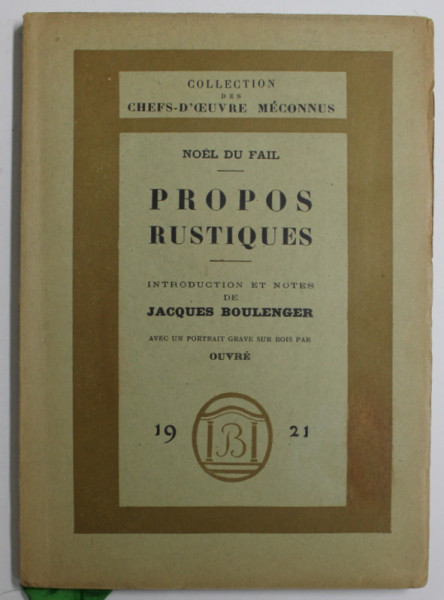 COLLECTION
DES
CHEFS-D'ŒUVRE MÉCONNUS
NOËL DU FAIL
PROPOS
RUSTIQUES
INTRODUCTION ET NOTES
DE
JACQUES BOULENGER
AVEC UN PORTRAIT GRAVÉ SUR BOIS PAR
OUVRÉ
19 B 21